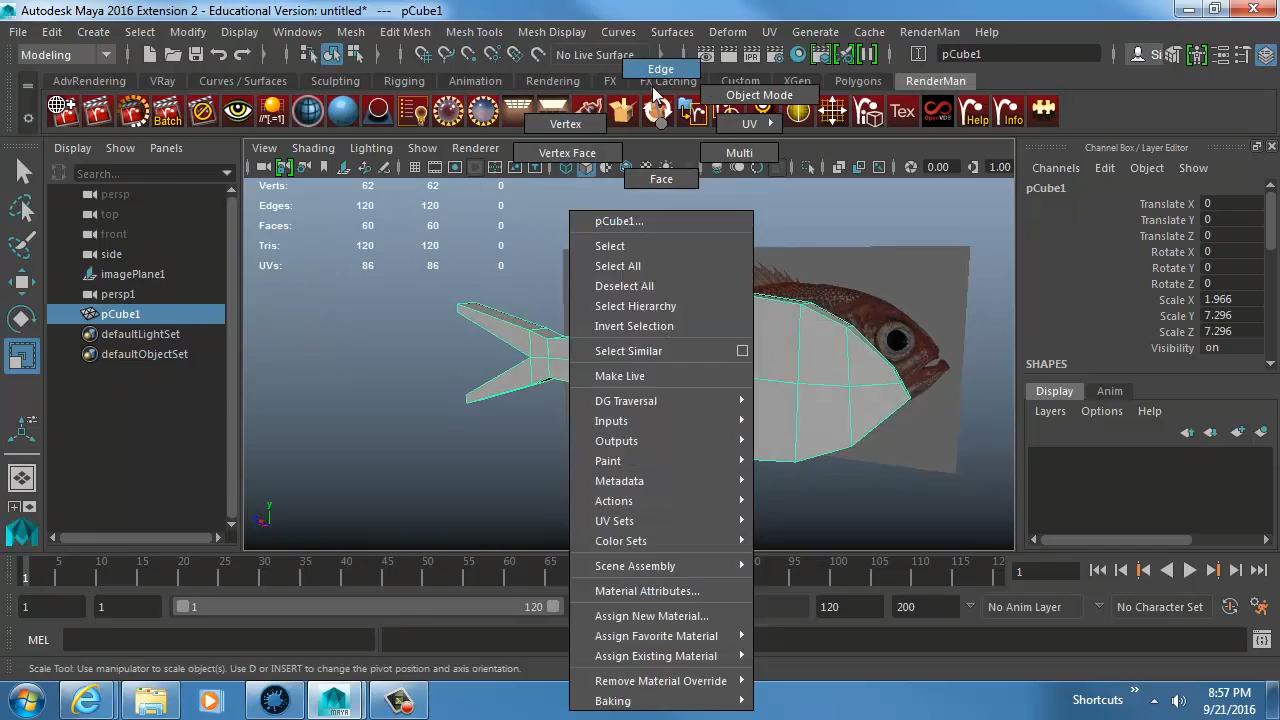 Autodesk Maya 2016 Extension 2 - Educational Version: untitled* --- pCube1
File Edit Create Select Modify Display Windows Mesh Edit Mesh Mesh Tools Mesh Display Curves Surfaces Deform UV Generate Cache RenderMan Help
Modeling No Live Surface pCube1 Si
Edge
AdvRendering VRay Curves / Surfaces Sculpting Rigging Animation Rendering FX FX Caching Custom XGen Polygons RenderMan
Object Mode
//*[..] Batch Tex OpenVDB Help Info
Vertex UV
Display Show Panels View Shading Lighting Show Renderer
Vertex Face Multi
Channel Box / Layer Editor
Search... 0.00 1.00
Channels Edit Object Show
Face
persp
top
front
side
imagePlane1
persp1
pCube1
defaultLightSet
defaultObjectSet
Verts: 62 62 0
Edges: 120 120 0
Faces: 60 60 0
Tris: 120 120 0
UVs: 86 86 0
y
pCube1...
Select
Select All
Deselect All
Select Hierarchy
Invert Selection
Select Similar
Make Live
DG Traversal
Inputs
Outputs
Paint
Metadata
Actions
UV Sets
Color Sets
Scene Assembly
Material Attributes...
Assign New Material...
Assign Favorite Material
Assign Existing Material
Remove Material Override
Baking
pCube1
Translate X 0
Translate Y 0
Translate Z 0
Rotate X 0
Rotate Y 0
Rotate Z 0
Scale X 1.966
Scale Y 7.296
Scale Z 7.296
Visibility on
SHAPES
Display Anim
Layers Options Help
1 5 10 15 20 25 30 35 40 45 50 55 60 65 95 100 105 110 115 12
1
1 1 1 120 120 200 No Anim Layer No Character Set
MEL
Scale Tool: Use manipulator to scale object(s). Use D or INSERT to change the pivot position and axis orientation.
MAYA
Shortcuts
8:57 PM
9/21/2016